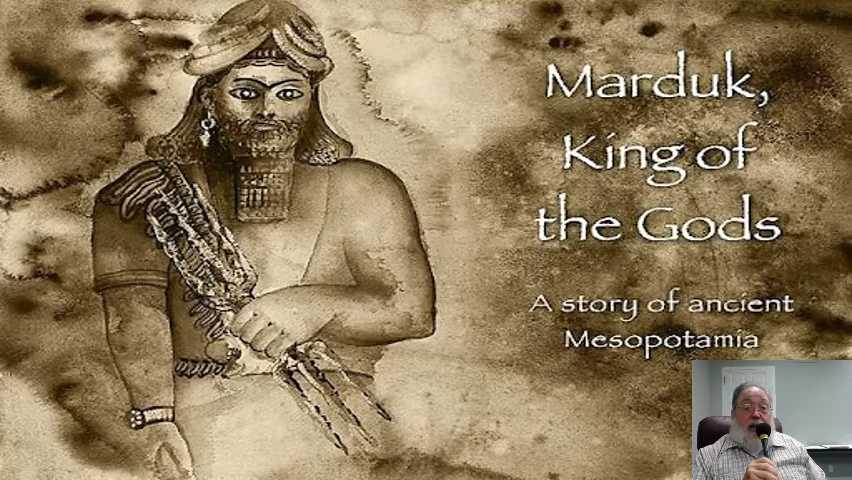 Marduk,
King of
the Gods
A story of ancient
Mesopotamia